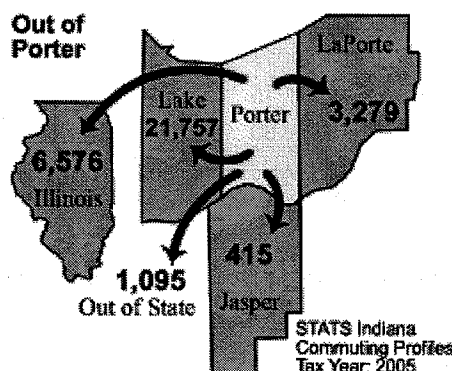 Out of
Porter
LaPorte
3,279
Lake
21,757
Porter
6,576
Illinois
1,095
Out of State
415
Jasper
STATS Indiana
Commuting Profiles
Tax Year: 2005